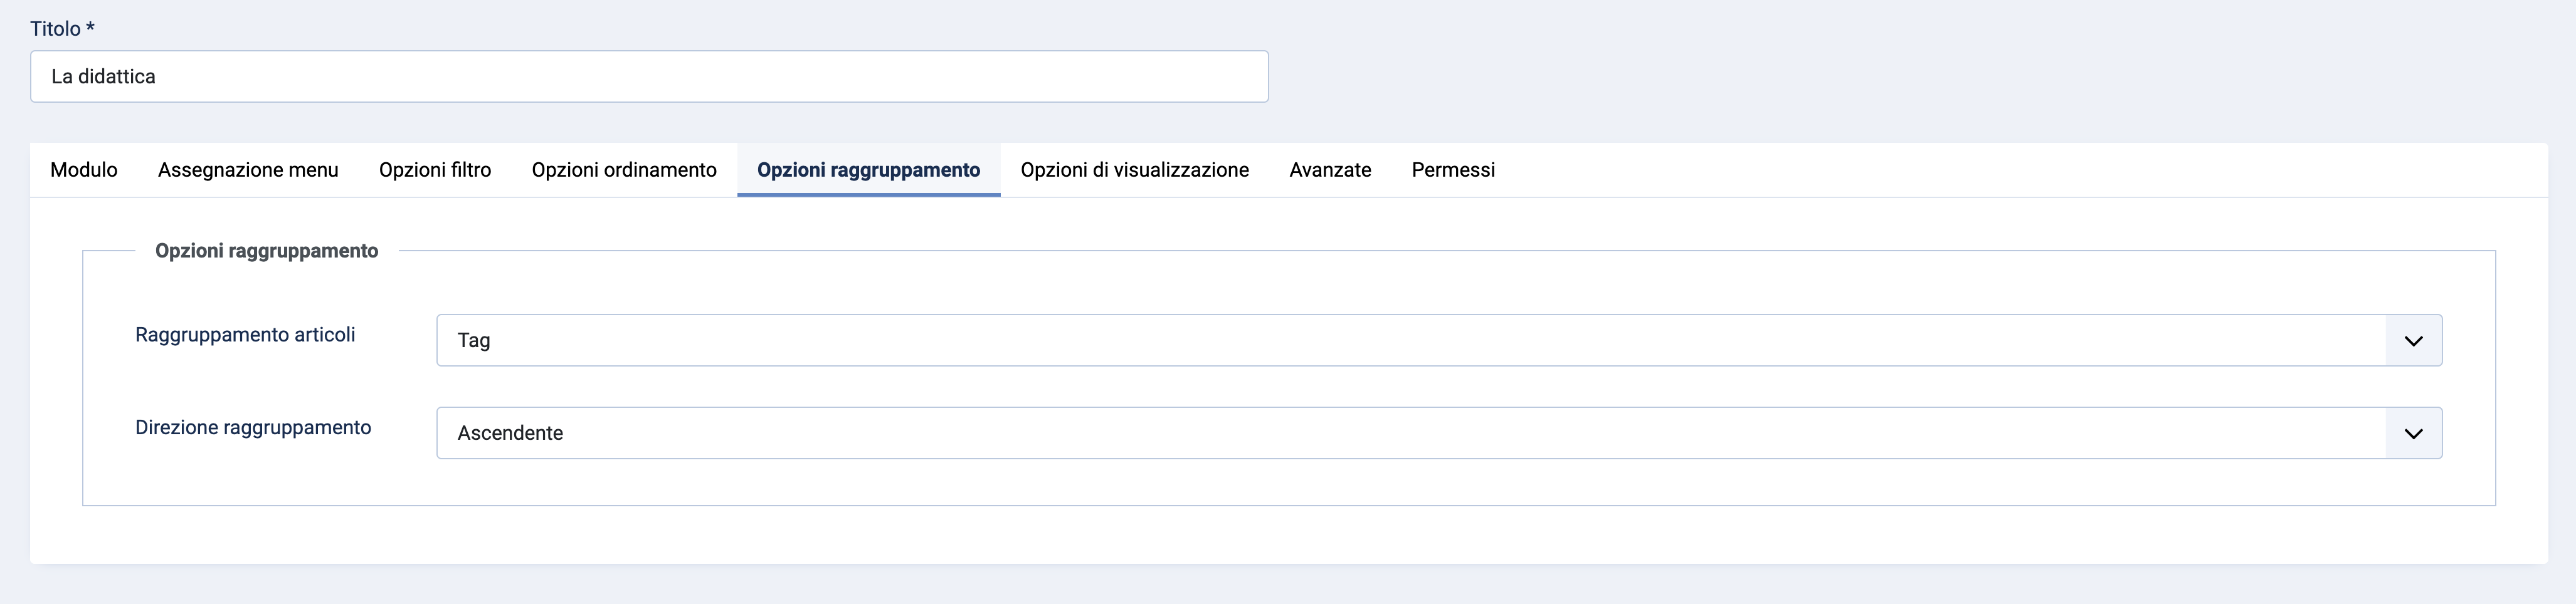 Titolo *
La didattica
Modulo Assegnazione menu Opzioni filtro Opzioni ordinamento Opzioni raggruppamento Opzioni di visualizzazione Avanzate Permessi
Opzioni raggruppamento
Raggruppamento articoli Tag
Direzione raggruppamento Ascendente